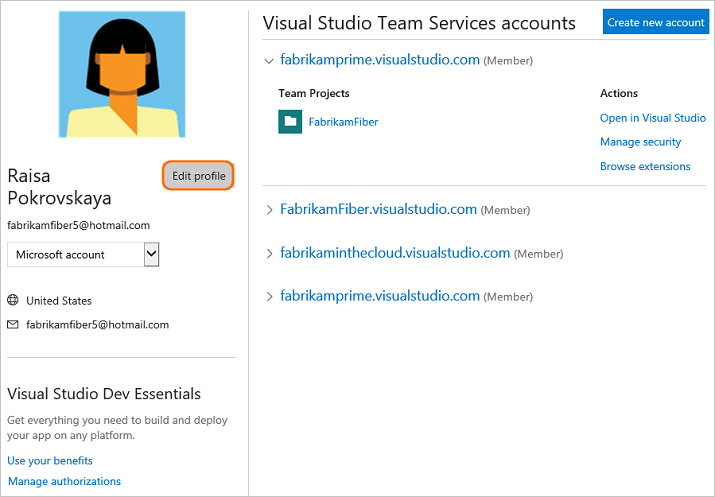 Raisa
Pokrovskaya
Edit profile
fabrikamfiber5@hotmail.com
Microsoft account
United States
fabrikamfiber5@hotmail.com
Visual Studio Dev Essentials
Get everything you need to build and deploy
your app on any platform.
Use your benefits
Manage authorizations
Visual Studio Team Services accounts
Create new account
fabrikamprime.visualstudio.com (Member)
Team Projects
FabrikamFiber
Actions
Open in Visual Studio
Manage security
Browse extensions
FabrikamFiber.visualstudio.com (Member)
fabrikaminthecloud.visualstudio.com (Member)
fabrikamprime.visualstudio.com (Member)